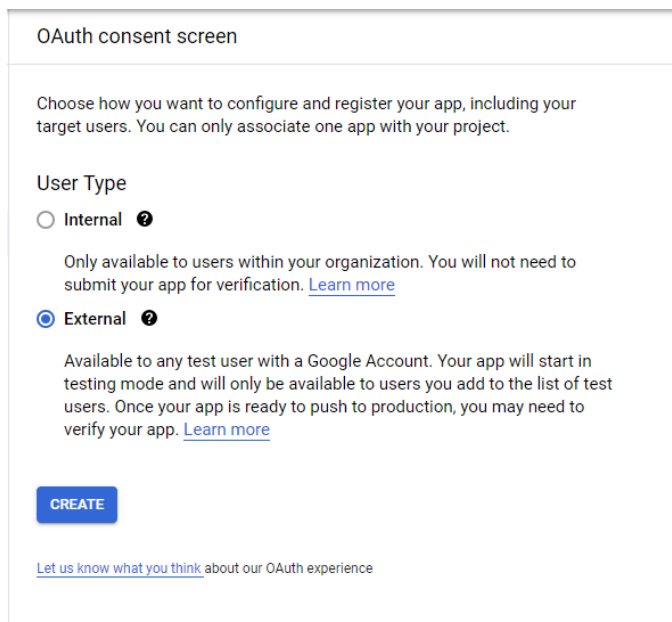 OAuth consent screen
Choose how you want to configure and register your app, including your
target users. You can only associate one app with your project.
User Type
Internal
Only available to users within your organization. You will not need to
submit your app for verification. Learn more
External
Available to any test user with a Google Account. Your app will start in
testing mode and will only be available to users you add to the list of test
users. Once your app is ready to push to production, you may need to
verify your app. Learn more
CREATE
Let us know what you think about our OAuth experience